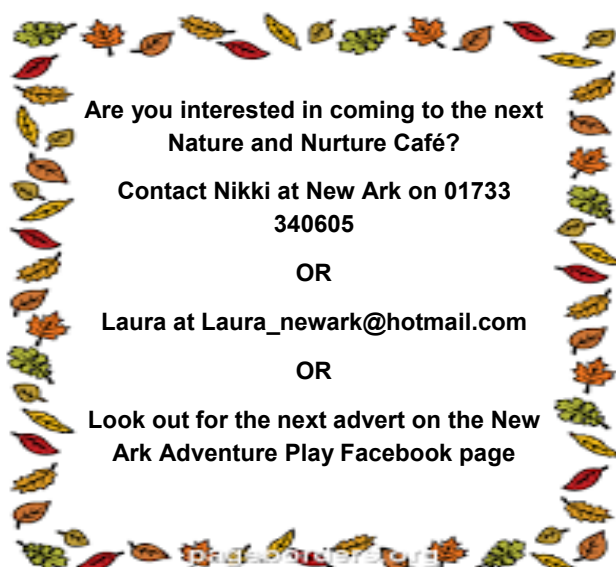 Are you interested in coming to the next
Nature and Nurture Café?
Contact Nikki at New Ark on 01733
340605
OR
Laura at Laura_newark@hotmail.com
OR
Look out for the next advert on the New
Ark Adventure Play Facebook page
pageborders.org